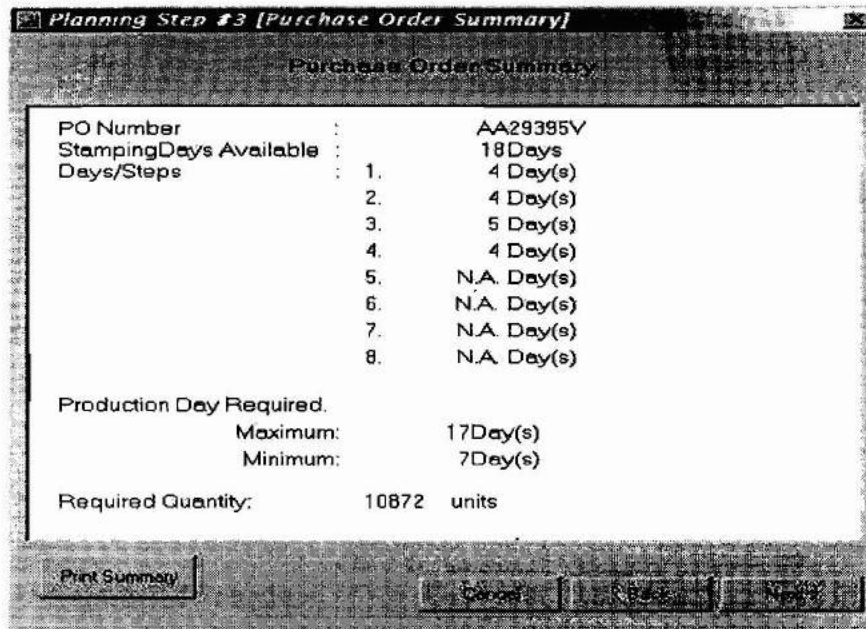 Planning Step #3 [Purchase Order Summary]
Purchase Order Summary
PO Number : AA29395V
StampingDays Available : 18Days
Days/Steps : 1. 4 Day(s)
2. 4 Day(s)
3. 5 Day(s)
4. 4 Day(s)
5. N.A. Day(s)
6. N.A. Day(s)
7. N.A. Day(s)
8. N.A. Day(s)
Production Day Required.
Maximum: 17Day(s)
Minimum: 7Day(s)
Required Quantity: 10872 units
Print Summary Cancel